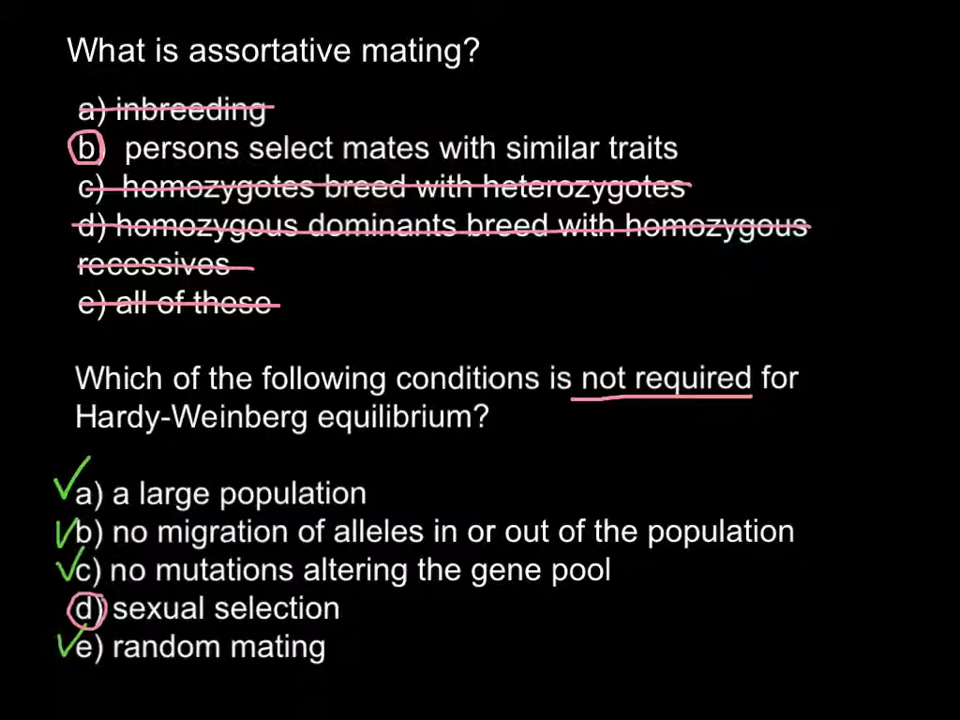 What is assortative mating?
a) inbreeding
b) persons select mates with similar traits
c) homozygotes breed with heterozygotes
d) homozygous dominants breed with homozygous
recessives
e) all of these
Which of the following conditions is not required for
Hardy-Weinberg equilibrium?
a) a large population
b) no migration of alleles in or out of the population
c) no mutations altering the gene pool
d) sexual selection
e) random mating